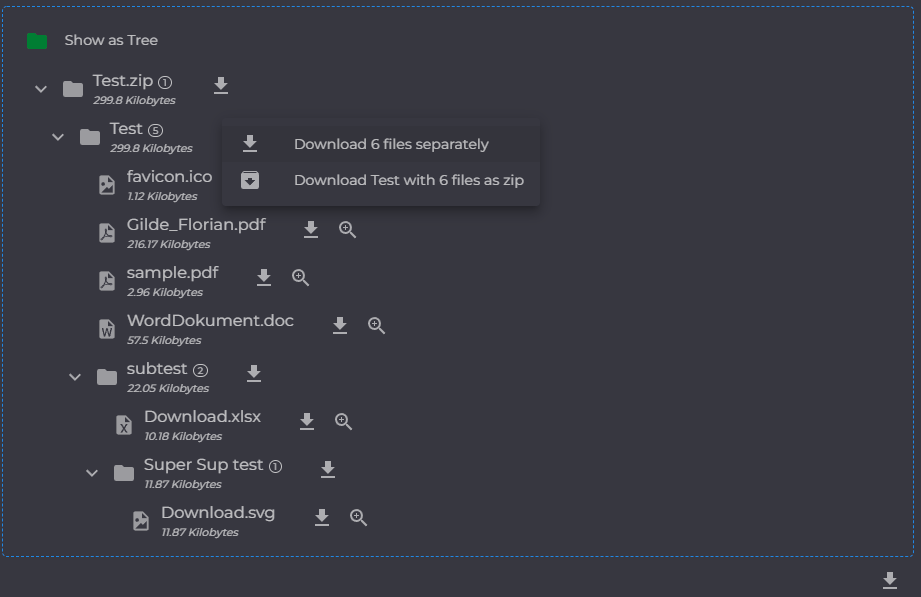 Show as Tree
Test.zip 1
299.8 Kilobytes
Test 5
299.8 Kilobytes
Download 6 files separately
favicon.ico
Download Test with 6 files as zip
1.12 Kilobytes
Gilde_Florian.pdf
216.17 Kilobytes
sample.pdf
2.96 Kilobytes
W
WordDokument.doc
57.5 Kilobytes
subtest 2
22.05 Kilobytes
X
Download.xlsx
10.18 Kilobytes
Super Sup test 1
11.87 Kilobytes
Download.svg
11.87 Kilobytes